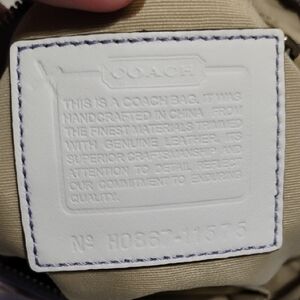 COACH
THIS IS A COACH BAG. IT WAS
HANDCRAFTED IN CHINA FROM
THE FINEST MATERIALS TRIMMED
WITH GENUINE LEATHER. ITS
SUPERIOR CRAFTSMANSHIP AND
ATTENTION TO DETAIL REFLECT
OUR COMMITMENT TO ENDURING
QUALITY.
Nº H0867-11575